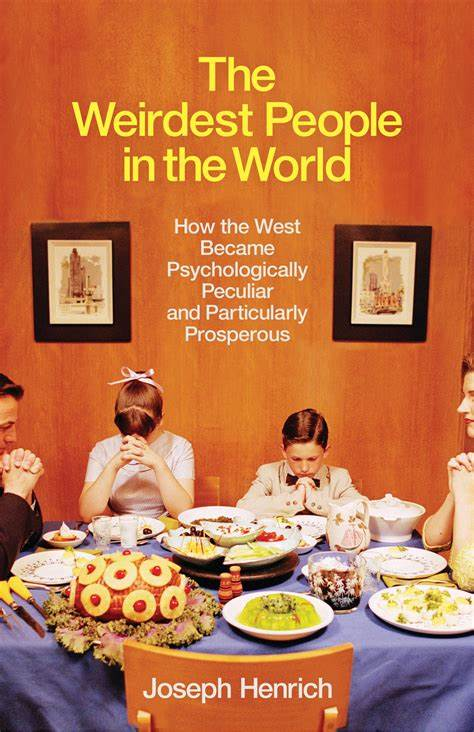 The
Weirdest People
in the World
How the West
Became
Psychologically
Peculiar
and Particularly
Prosperous
Joseph Henrich